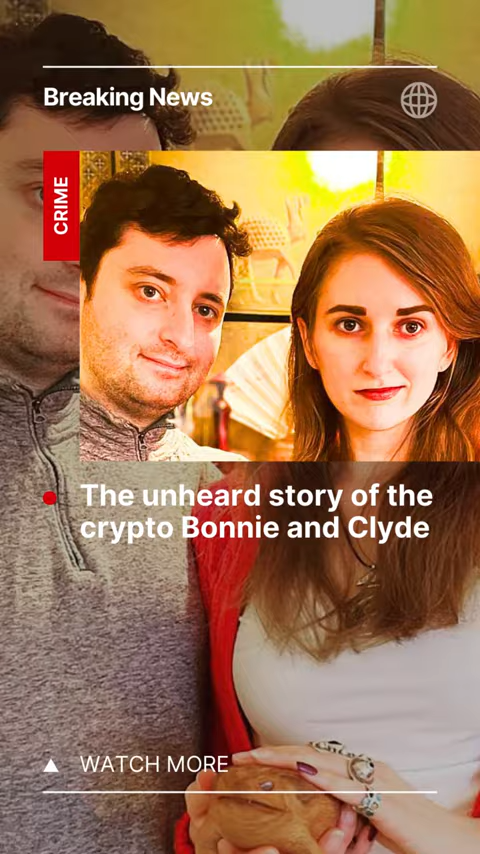 Breaking News
CRIME
The unheard story of the
crypto Bonnie and Clyde
WATCH MORE